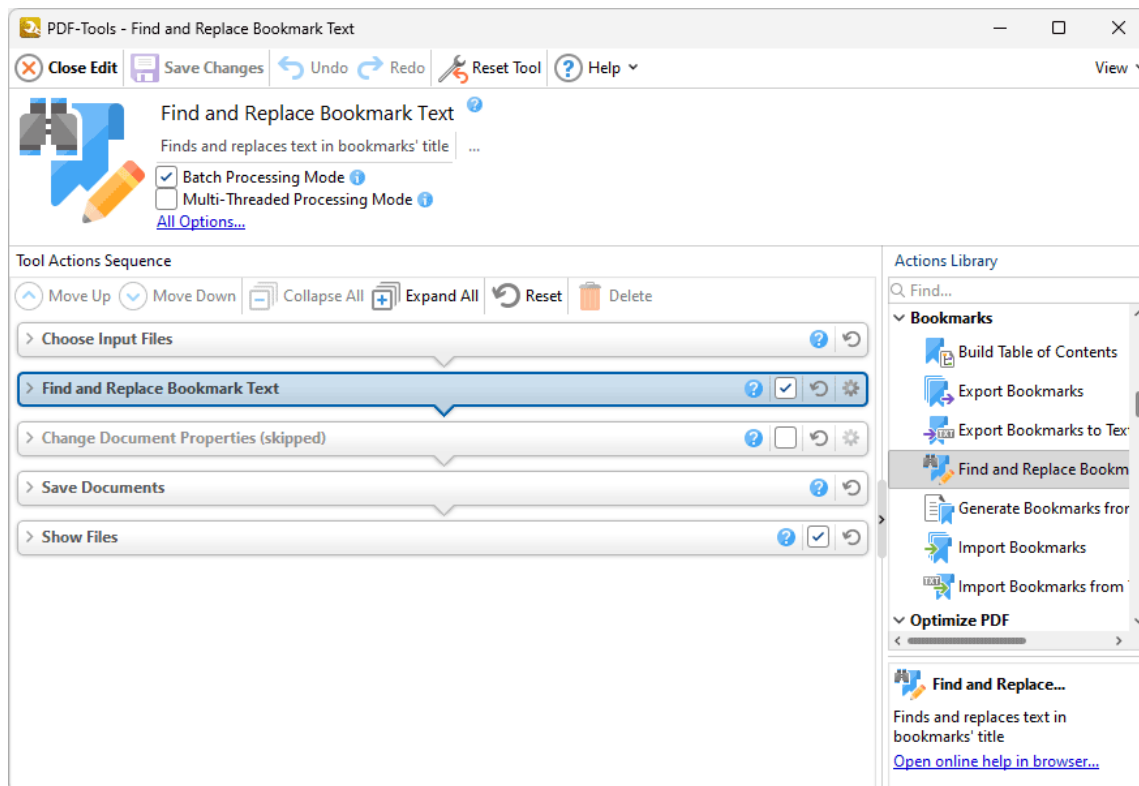 PDF-Tools - Find and Replace Bookmark Text
Close Edit Save Changes Undo Redo Reset Tool ? Help View
Find and Replace Bookmark Text ?
Finds and replaces text in bookmarks' title ...
Batch Processing Mode i
Multi-Threaded Processing Mode i
All Options...
Tool Actions Sequence
Move Up Move Down Collapse All Expand All Reset Delete
Choose Input Files ?
Find and Replace Bookmark Text ?
Change Document Properties (skipped) ?
Save Documents ?
Show Files ?
Actions Library
Find...
Bookmarks
Build Table of Contents
Export Bookmarks
TXT Export Bookmarks to Text
Find and Replace Bookm
Generate Bookmarks from
Import Bookmarks
TXT Import Bookmarks from
Optimize PDF
Find and Replace...
Finds and replaces text in
bookmarks' title
Open online help in browser...